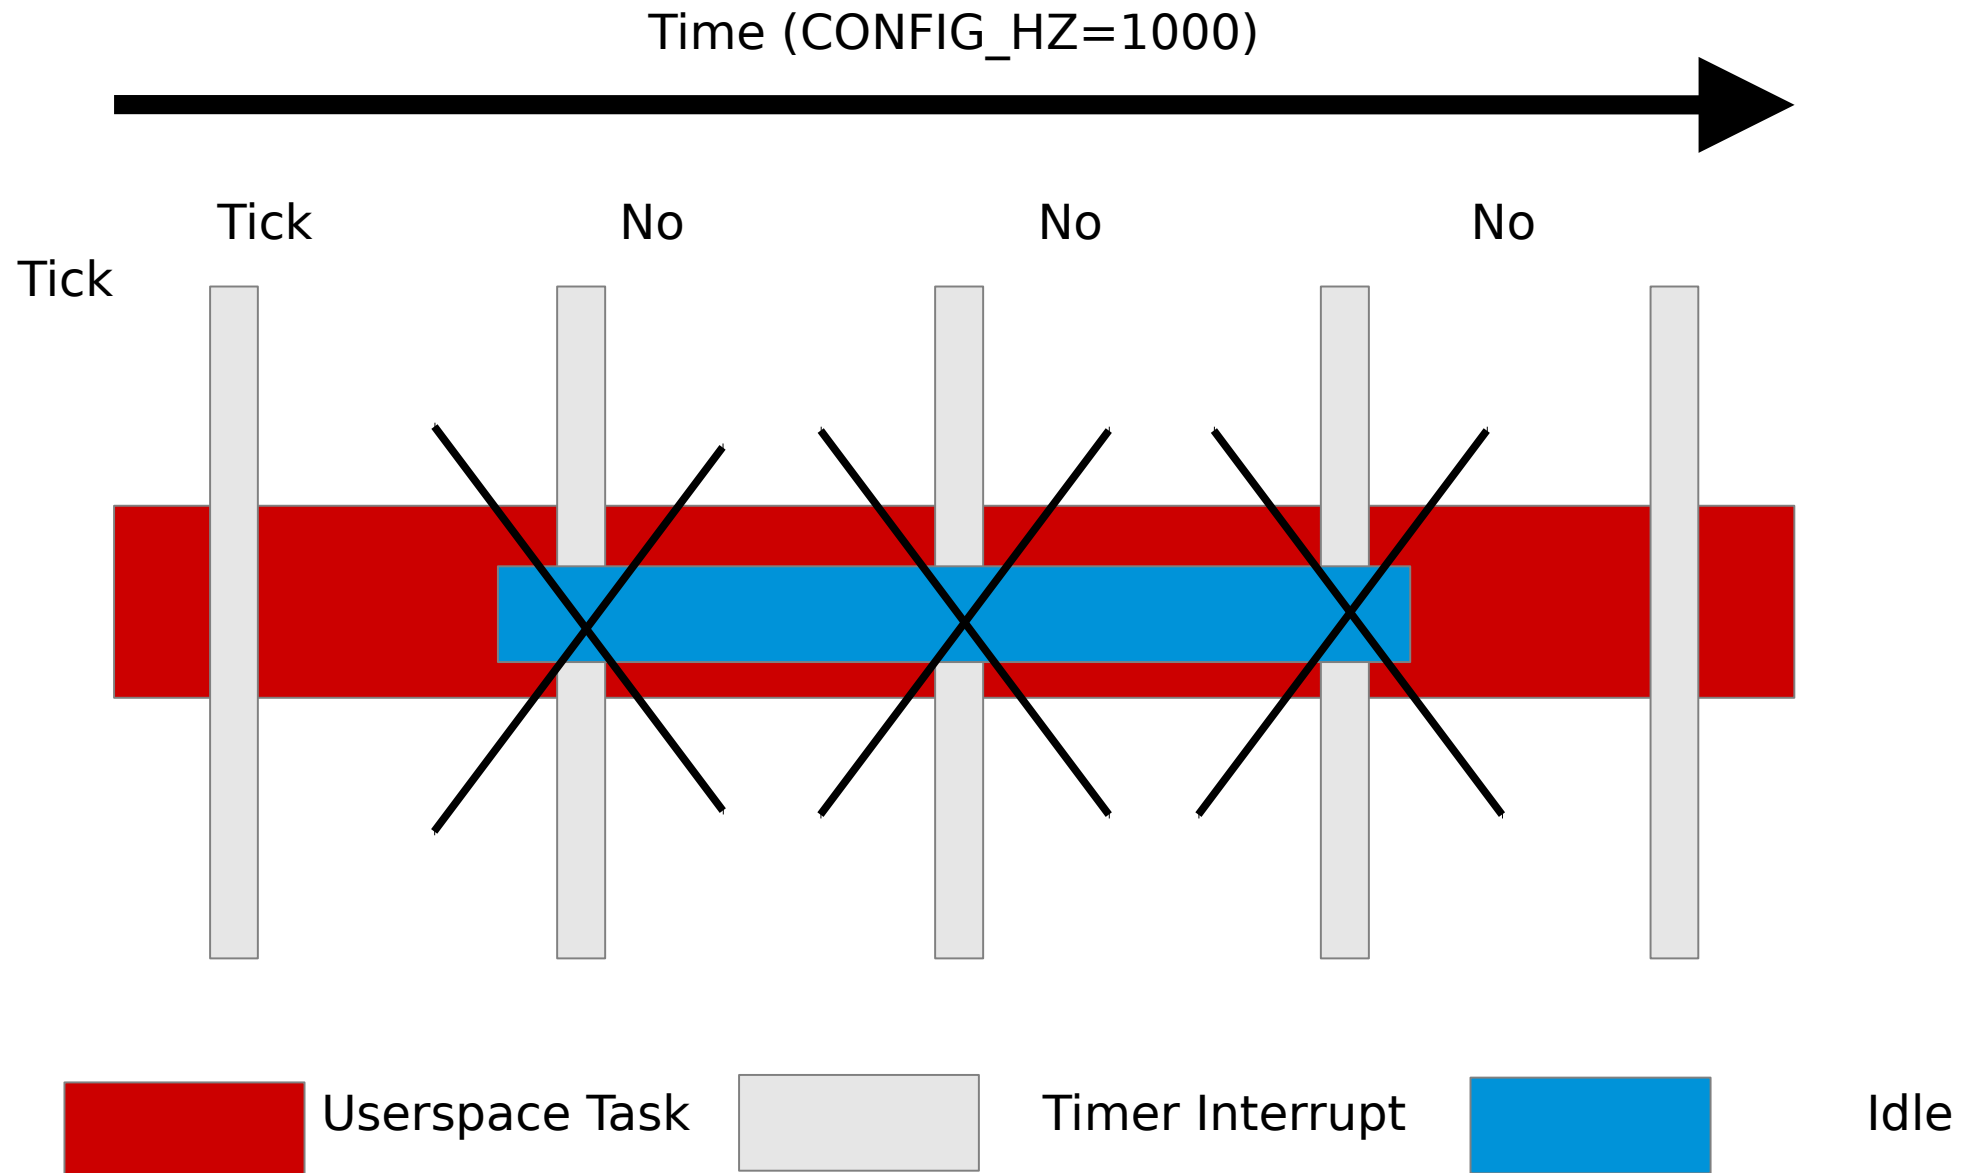 Time (CONFIG_HZ=1000)
Tick No No No
Tick
Userspace Task Timer Interrupt Idle